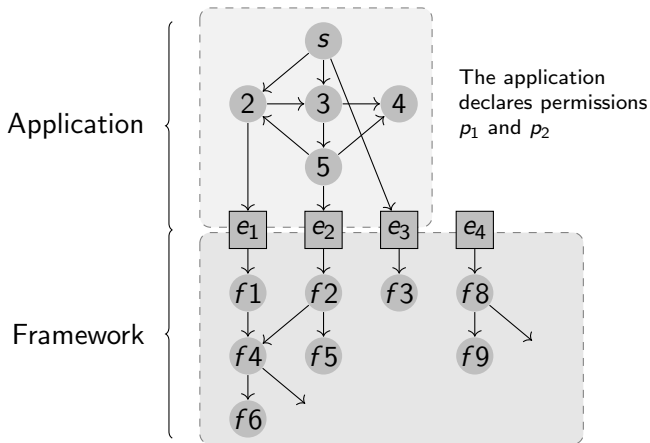 s
The application
declares permissions
p₁ and p₂
2 3 4
Application
5
e₁ e₂ e₃ e₄
f1 f2 f3 f8
Framework
f4 f5 f9
f6